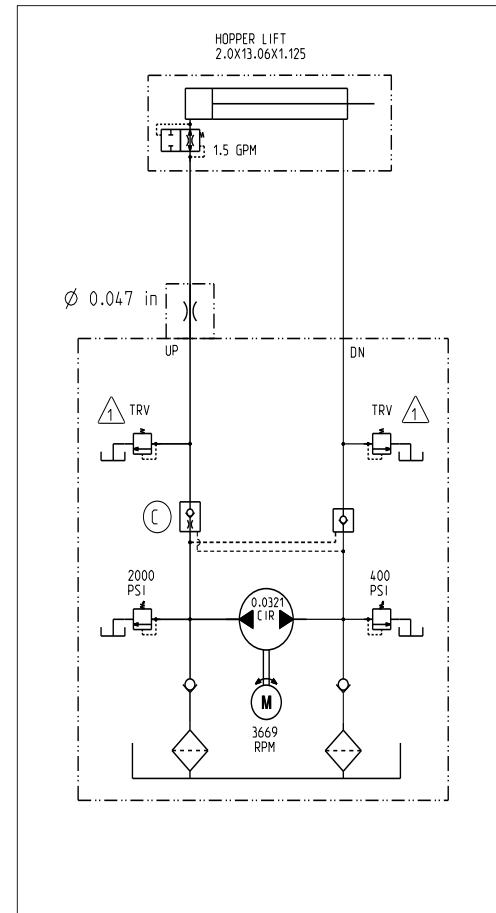 HOPPER LIFT
2.0X13.06X1.125
1.5 GPM
Ø 0.047 in
UP
DN
1 TRV
TRV 1
C
2000
PSI
0.0321
CIR
400
PSI
M
3669
RPM